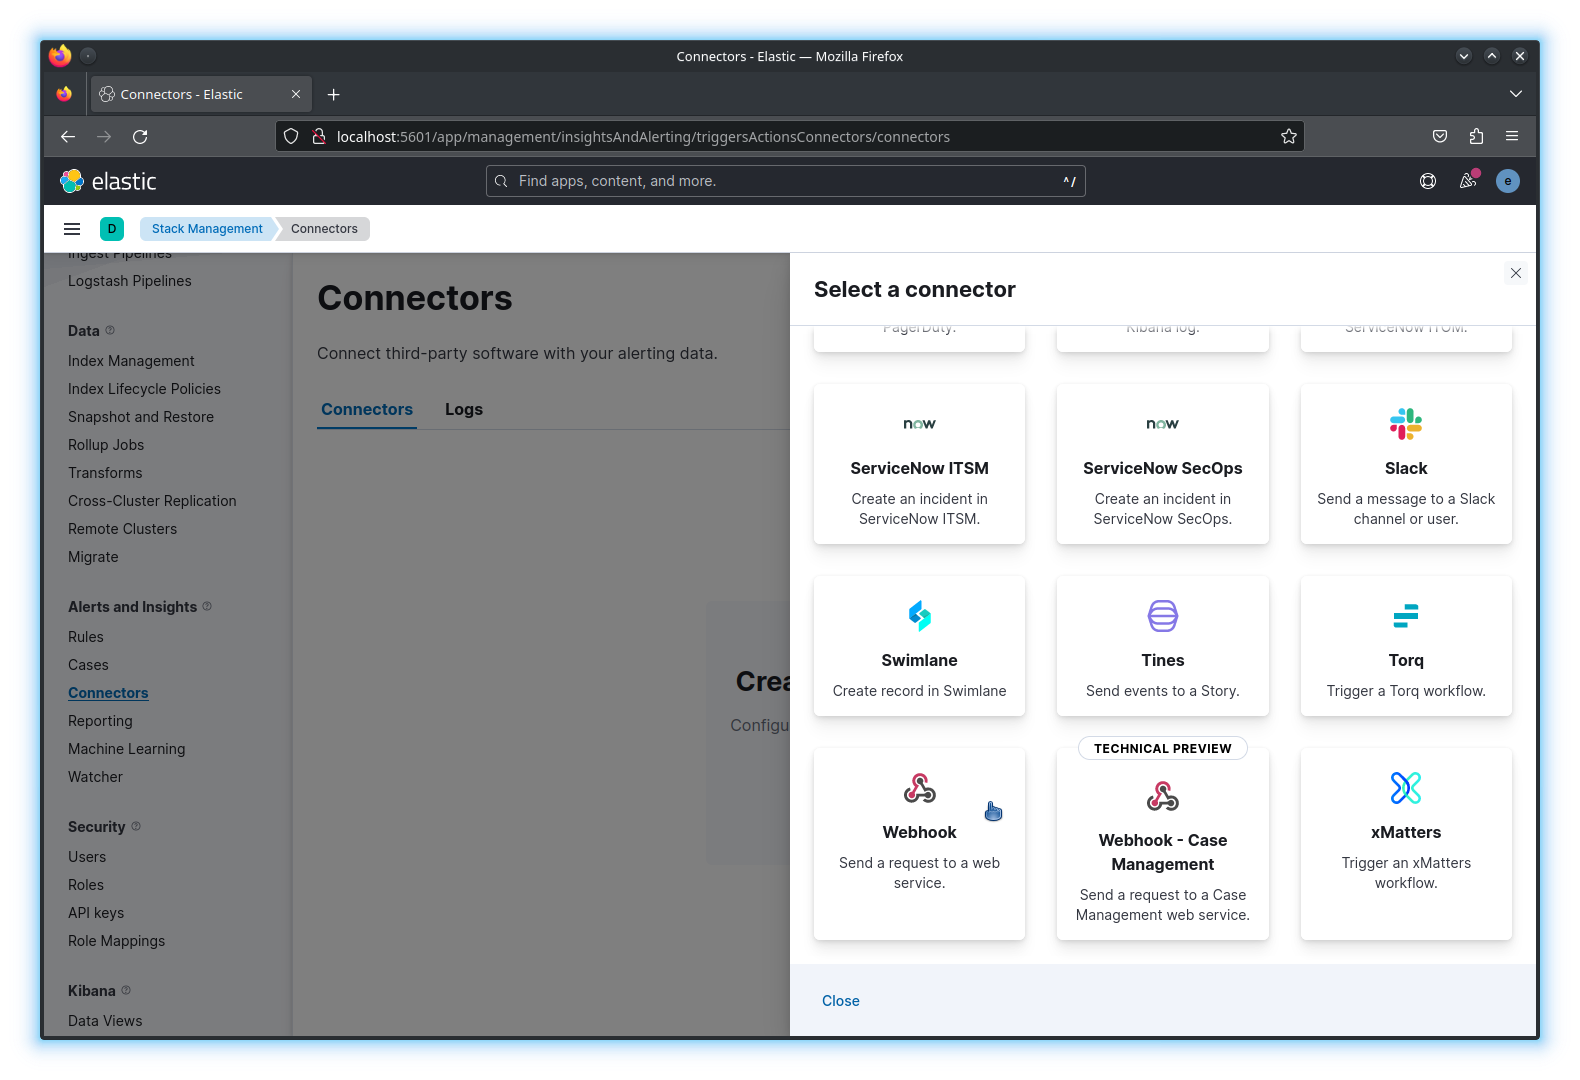 Connectors - Elastic — Mozilla Firefox
Connectors - Elastic
localhost:5601/app/management/insightsAndAlerting/triggersActionsConnectors/connectors
elastic
Find apps, content, and more.
^/
e
D
Stack Management
Connectors
Ingest Pipelines
Logstash Pipelines
Data
Index Management
Index Lifecycle Policies
Snapshot and Restore
Rollup Jobs
Transforms
Cross-Cluster Replication
Remote Clusters
Migrate
Alerts and Insights
Rules
Cases
Connectors
Reporting
Machine Learning
Watcher
Security
Users
Roles
API keys
Role Mappings
Kibana
Data Views
Connectors
Connect third-party software with your alerting data.
Connectors
Logs
Crea
Configu
Select a connector
PagerDuty.
Kibana log.
ServiceNow ITOM.
now
ServiceNow ITSM
Create an incident in
ServiceNow ITSM.
now
ServiceNow SecOps
Create an incident in
ServiceNow SecOps.
Slack
Send a message to a Slack
channel or user.
Swimlane
Create record in Swimlane
Tines
Send events to a Story.
Torq
Trigger a Torq workflow.
Webhook
Send a request to a web
service.
TECHNICAL PREVIEW
Webhook - Case
Management
Send a request to a Case
Management web service.
xMatters
Trigger an xMatters
workflow.
Close